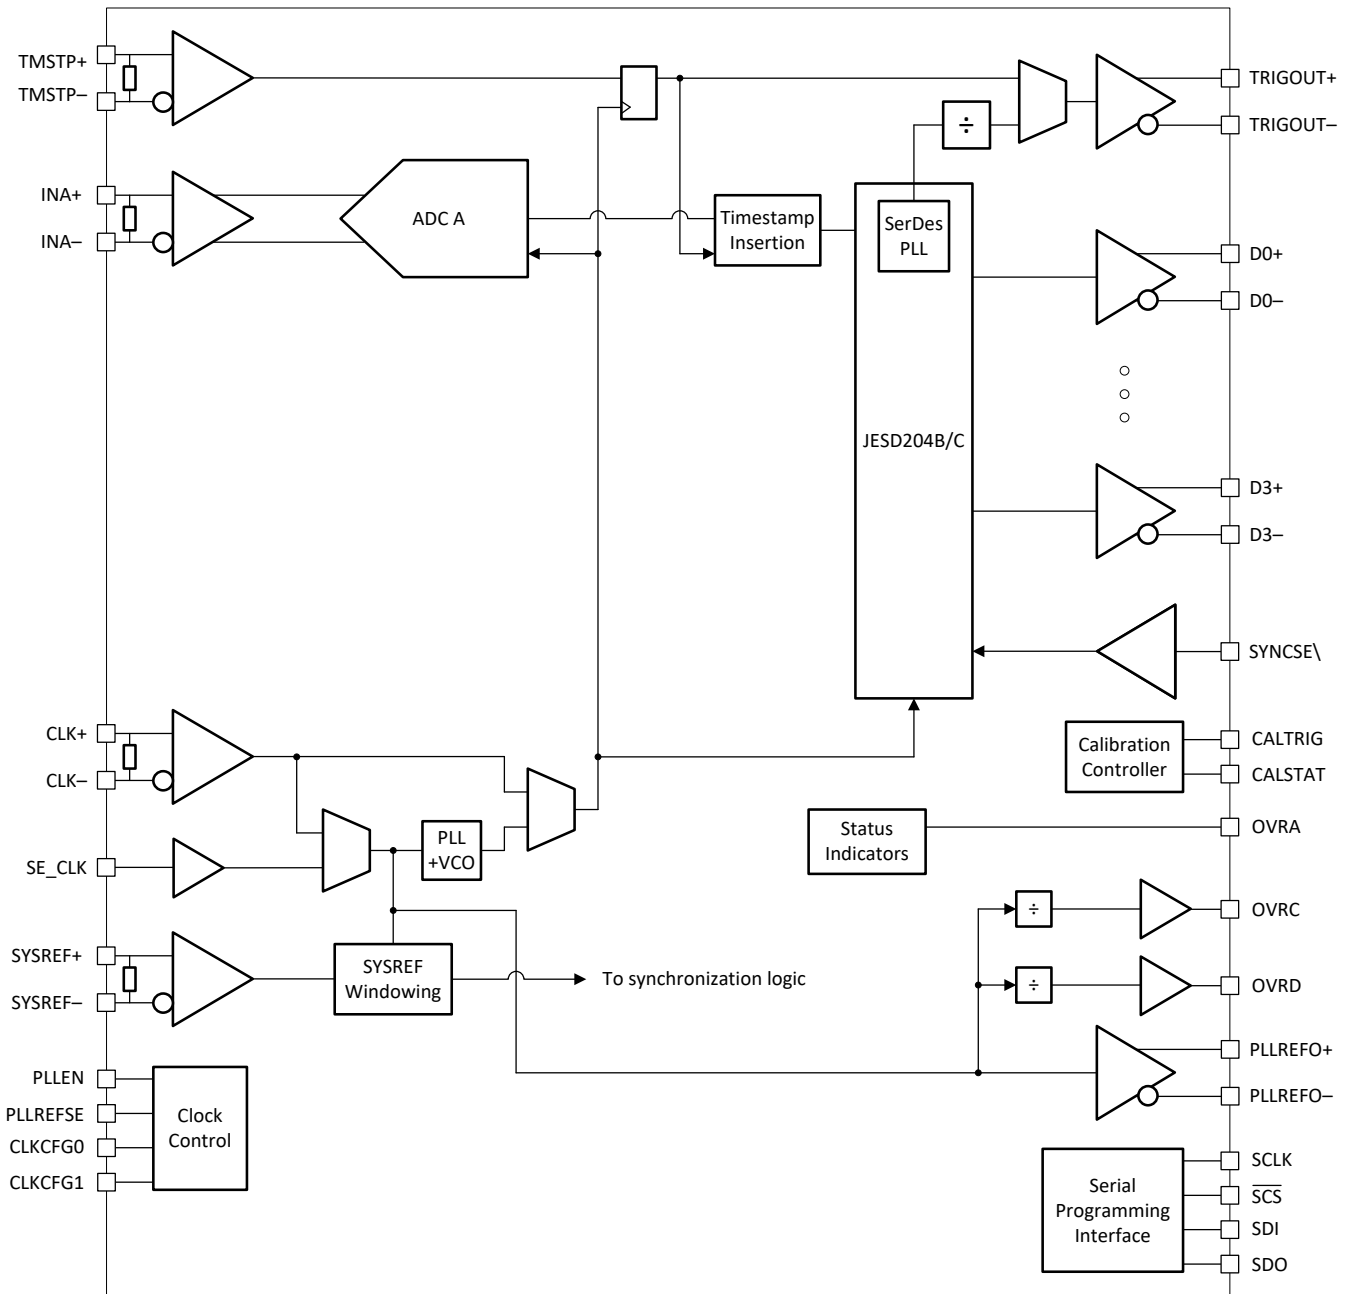 TMSTP+
TMSTP–
INA+
INA–
ADC A
Timestamp
Insertion
SerDes
PLL
÷
TRIGOUT+
TRIGOUT–
D0+
D0–
JESD204B/C
D3+
D3–
SYNCSE\
CLK+
CLK–
SE_CLK
PLL
+VCO
SYSREF+
SYSREF–
SYSREF
Windowing
To synchronization logic
Calibration
Controller
CALTRIG
CALSTAT
Status
Indicators
OVRA
÷
OVRC
÷
OVRD
PLLREFO+
PLLREFO–
PLLEN
PLLREFSE
CLKCFG0
CLKCFG1
Clock
Control
Serial
Programming
Interface
SCLK
SCS
SDI
SDO